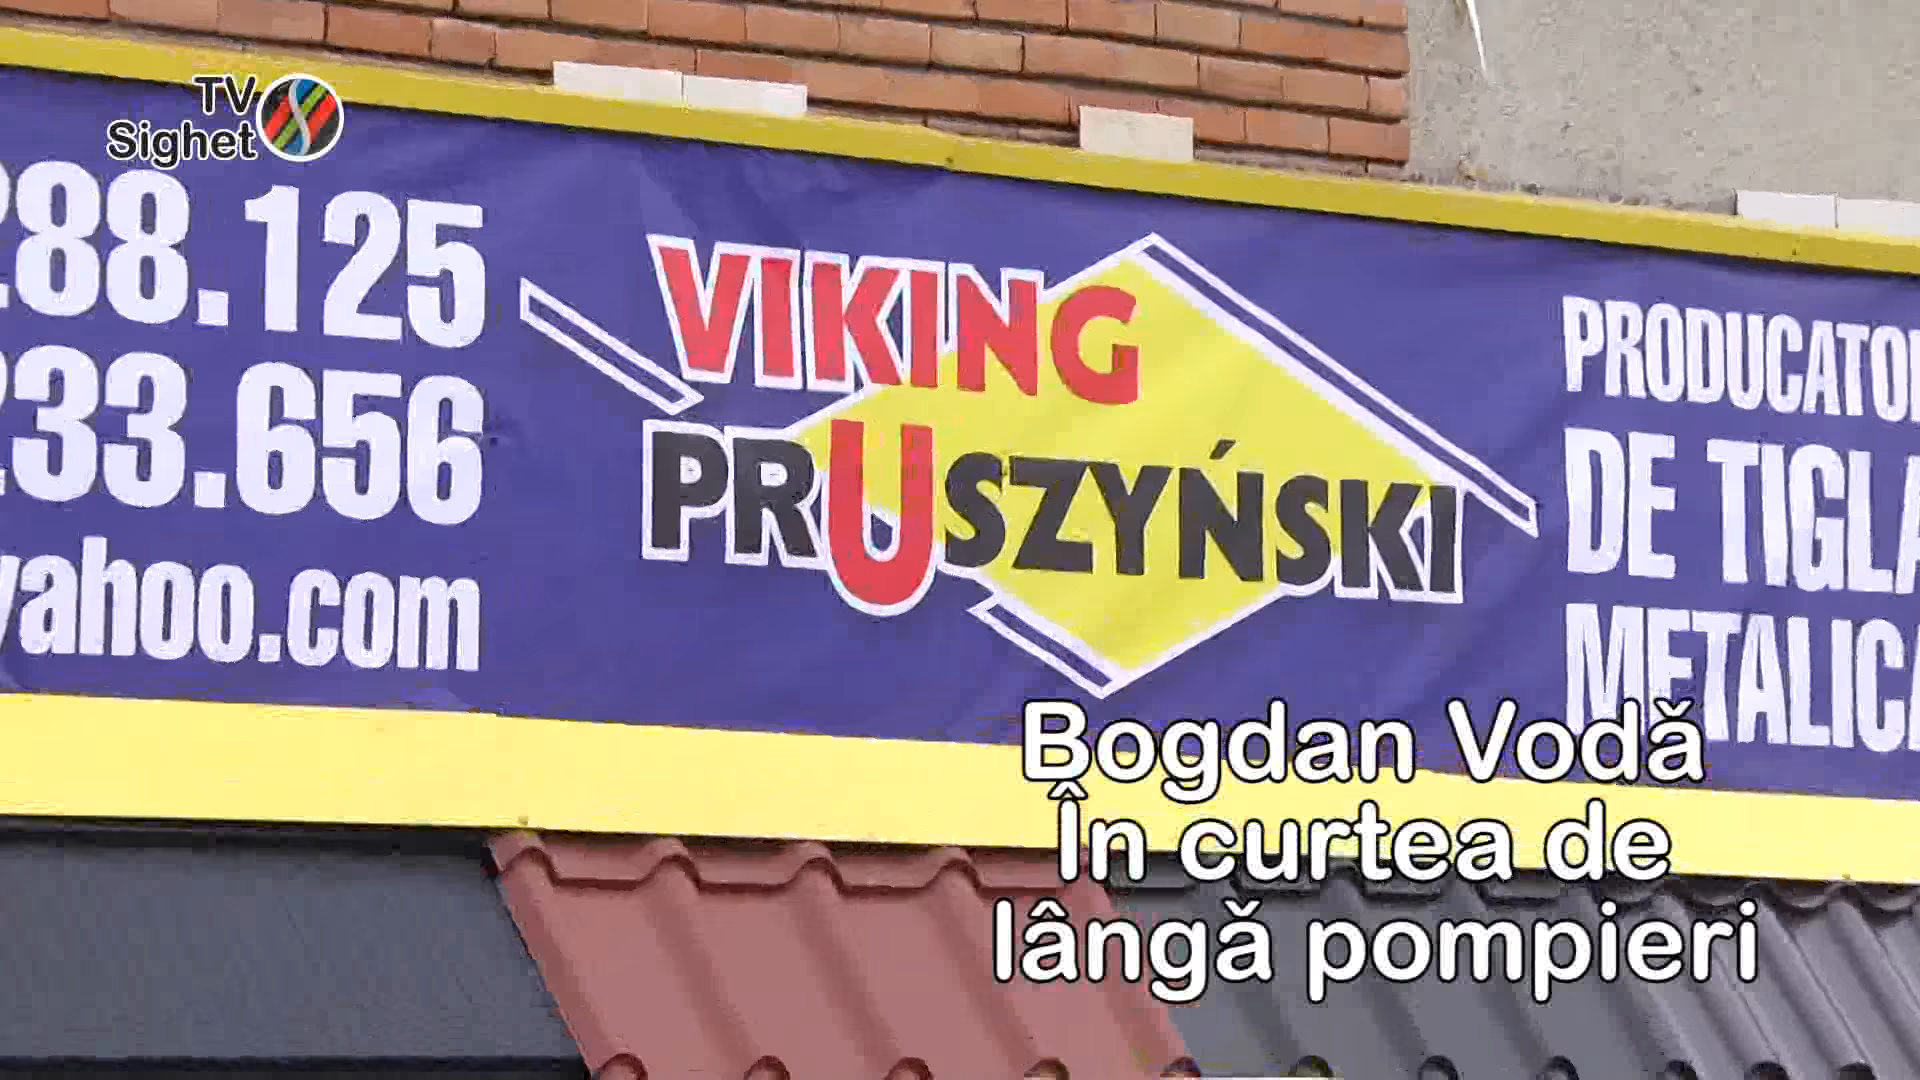 TV
Sighet
288.125
233.656
yahoo.com
VIKING
PRUSZYŃSKI
PRODUCATO
DE TIGLA
METALICA
Bogdan Vodă
În curtea de
lângă pompieri